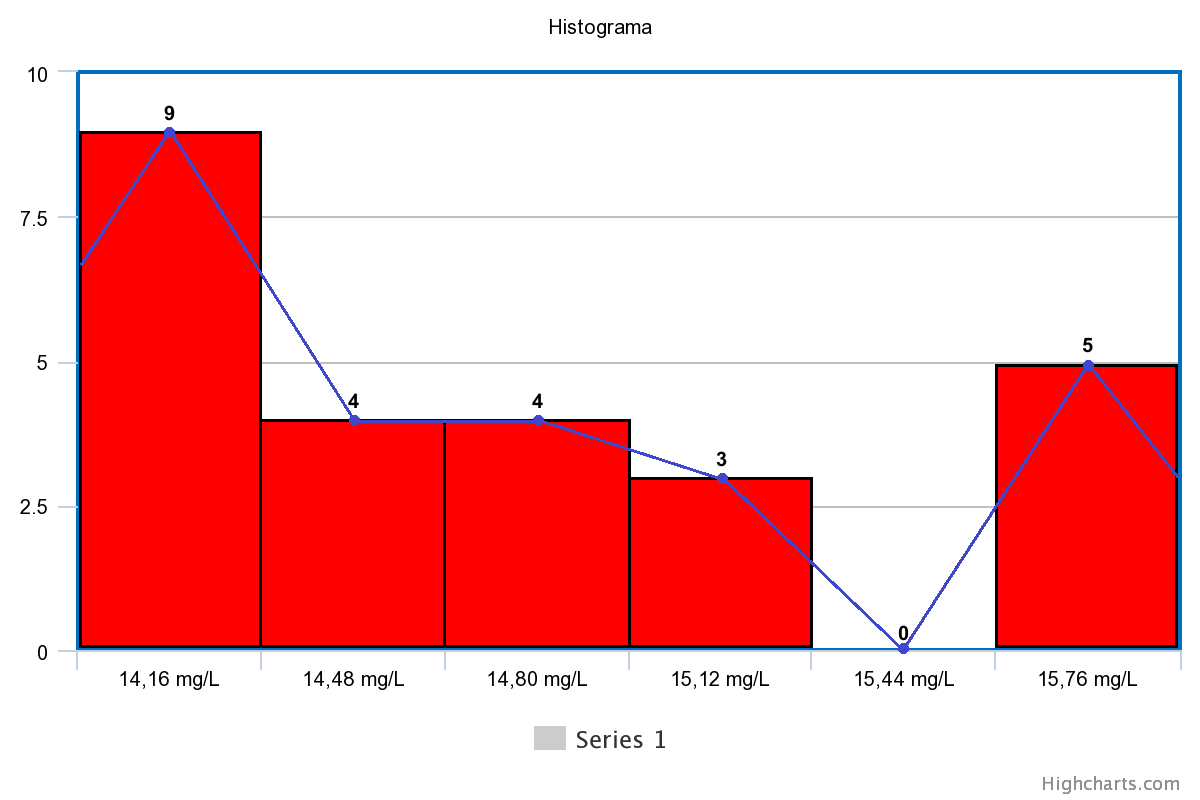 Histograma
10
9
7.5
5
5
4
4
3
2.5
0
0
14,16 mg/L
14,48 mg/L
14,80 mg/L
15,12 mg/L
15,44 mg/L
15,76 mg/L
Series 1
Highcharts.com